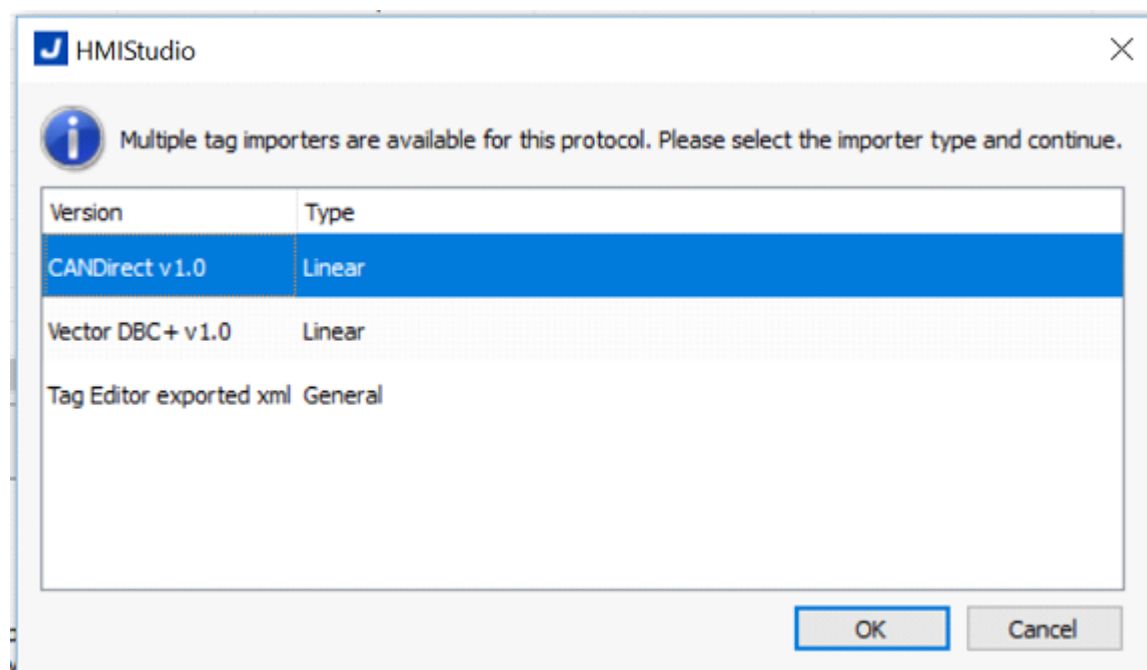 HMIStudio
Multiple tag importers are available for this protocol. Please select the importer type and continue.
Version Type
CANDirect v1.0 Linear
Vector DBC+ v1.0 Linear
Tag Editor exported xml General
OK Cancel